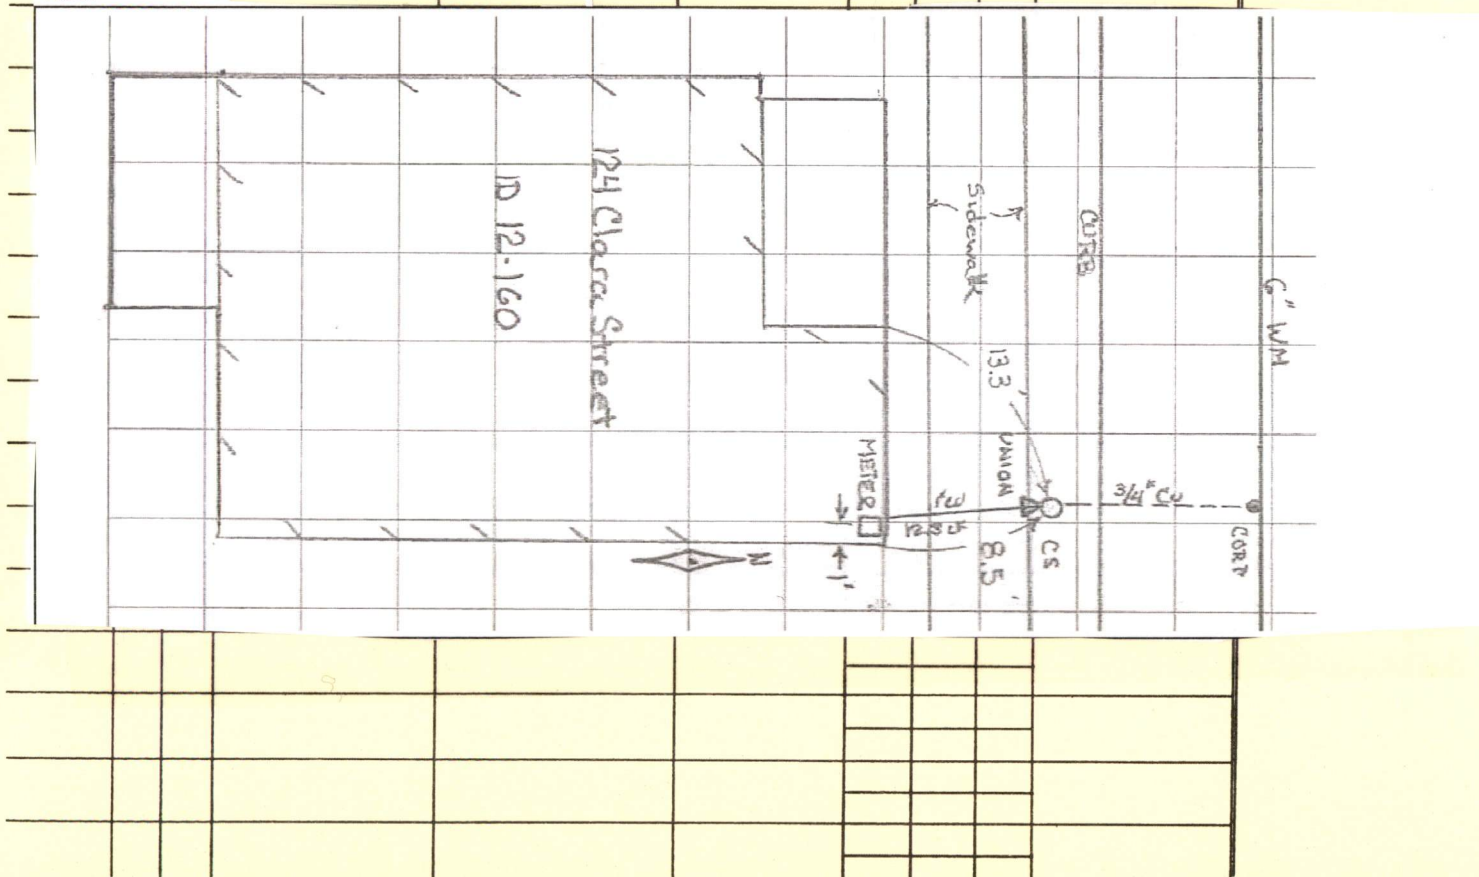 6" WM
CURB
Sidewalk
13.3'
UNION
3/4" CU
CORP
CS
8.5'
METER
1'
N
124 Clara Street
ID 12-160